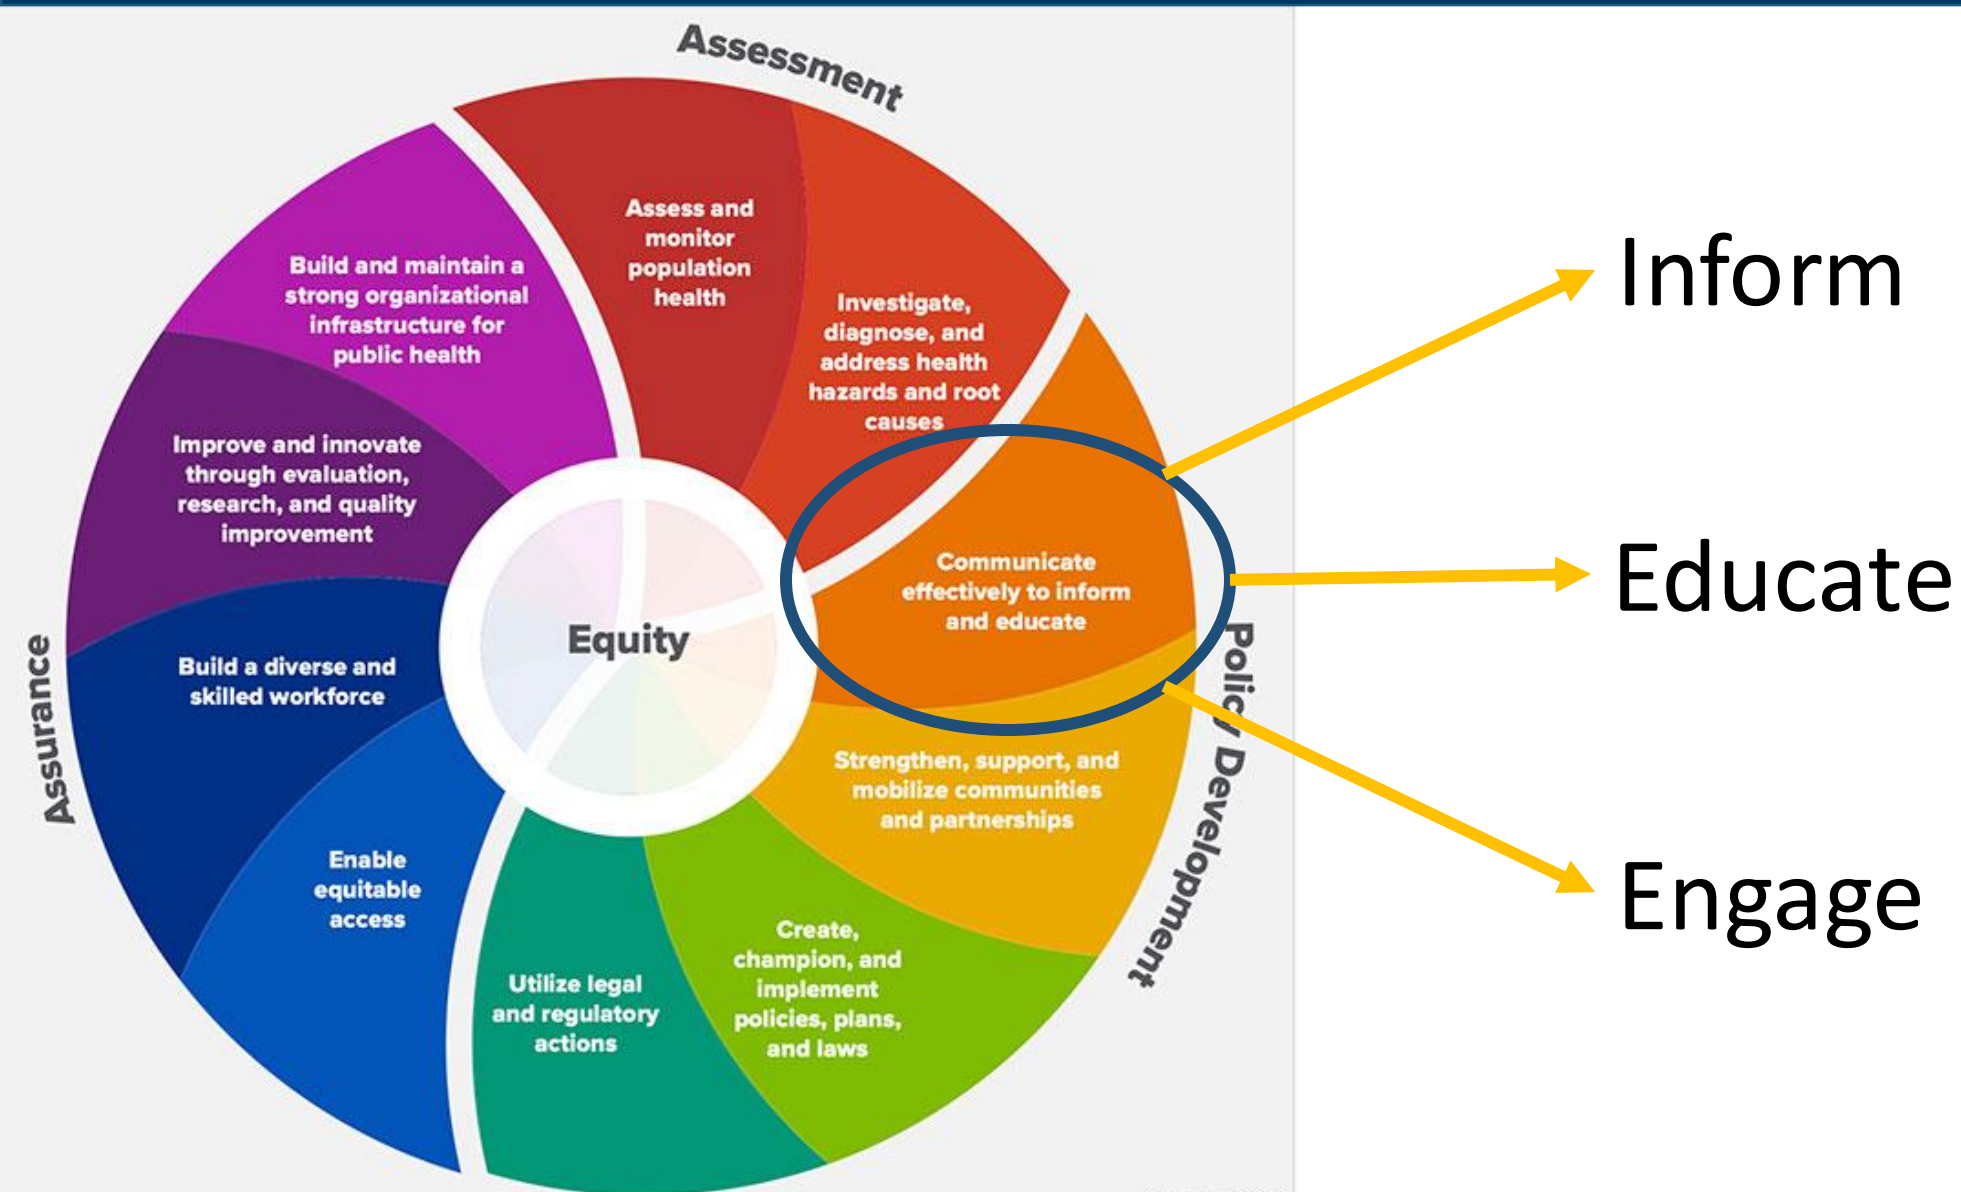 Assessment
Assess and
monitor
population
health
Investigate,
diagnose, and
address health
hazards and root
causes
Communicate
effectively to inform
and educate
Strengthen, support, and
mobilize communities
and partnerships
Create,
champion, and
implement
policies, plans,
and laws
Utilize legal
and regulatory
actions
Enable
equitable
access
Build a diverse and
skilled workforce
Improve and innovate
through evaluation,
research, and quality
improvement
Build and maintain a
strong organizational
infrastructure for
public health
Equity
Assurance
Policy Development
Inform
Educate
Engage